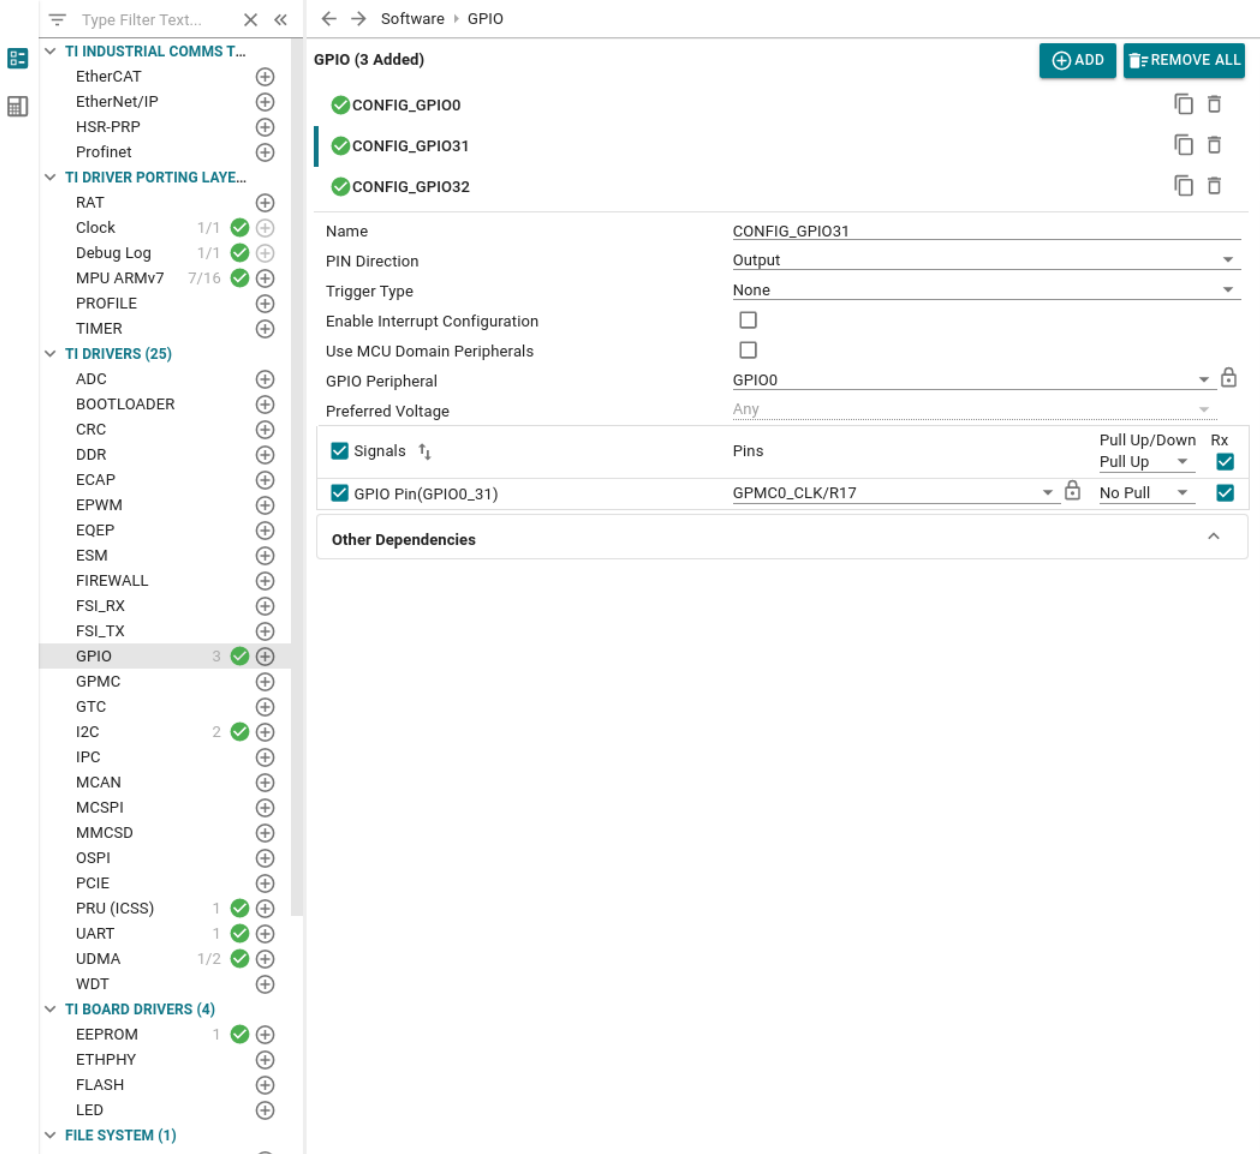 Type Filter Text...
TI INDUSTRIAL COMMS T...
EtherCAT
EtherNet/IP
HSR-PRP
Profinet
TI DRIVER PORTING LAYE...
RAT
Clock 1/1
Debug Log 1/1
MPU ARMv7 7/16
PROFILE
TIMER
TI DRIVERS (25)
ADC
BOOTLOADER
CRC
DDR
ECAP
EPWM
EQEP
ESM
FIREWALL
FSI_RX
FSI_TX
GPIO 3
GPMC
GTC
I2C 2
IPC
MCAN
MCSPI
MMCSD
OSPI
PCIE
PRU (ICSS) 1
UART 1
UDMA 1/2
WDT
TI BOARD DRIVERS (4)
EEPROM 1
ETHPHY
FLASH
LED
FILE SYSTEM (1)
Software › GPIO
GPIO (3 Added) ADD REMOVE ALL
CONFIG_GPIO0
CONFIG_GPIO31
CONFIG_GPIO32
Name CONFIG_GPIO31
PIN Direction Output
Trigger Type None
Enable Interrupt Configuration
Use MCU Domain Peripherals
GPIO Peripheral GPIO0
Preferred Voltage Any
Signals Pins Pull Up/Down Rx
Pull Up
GPIO Pin(GPIO0_31) GPMC0_CLK/R17 No Pull
Other Dependencies